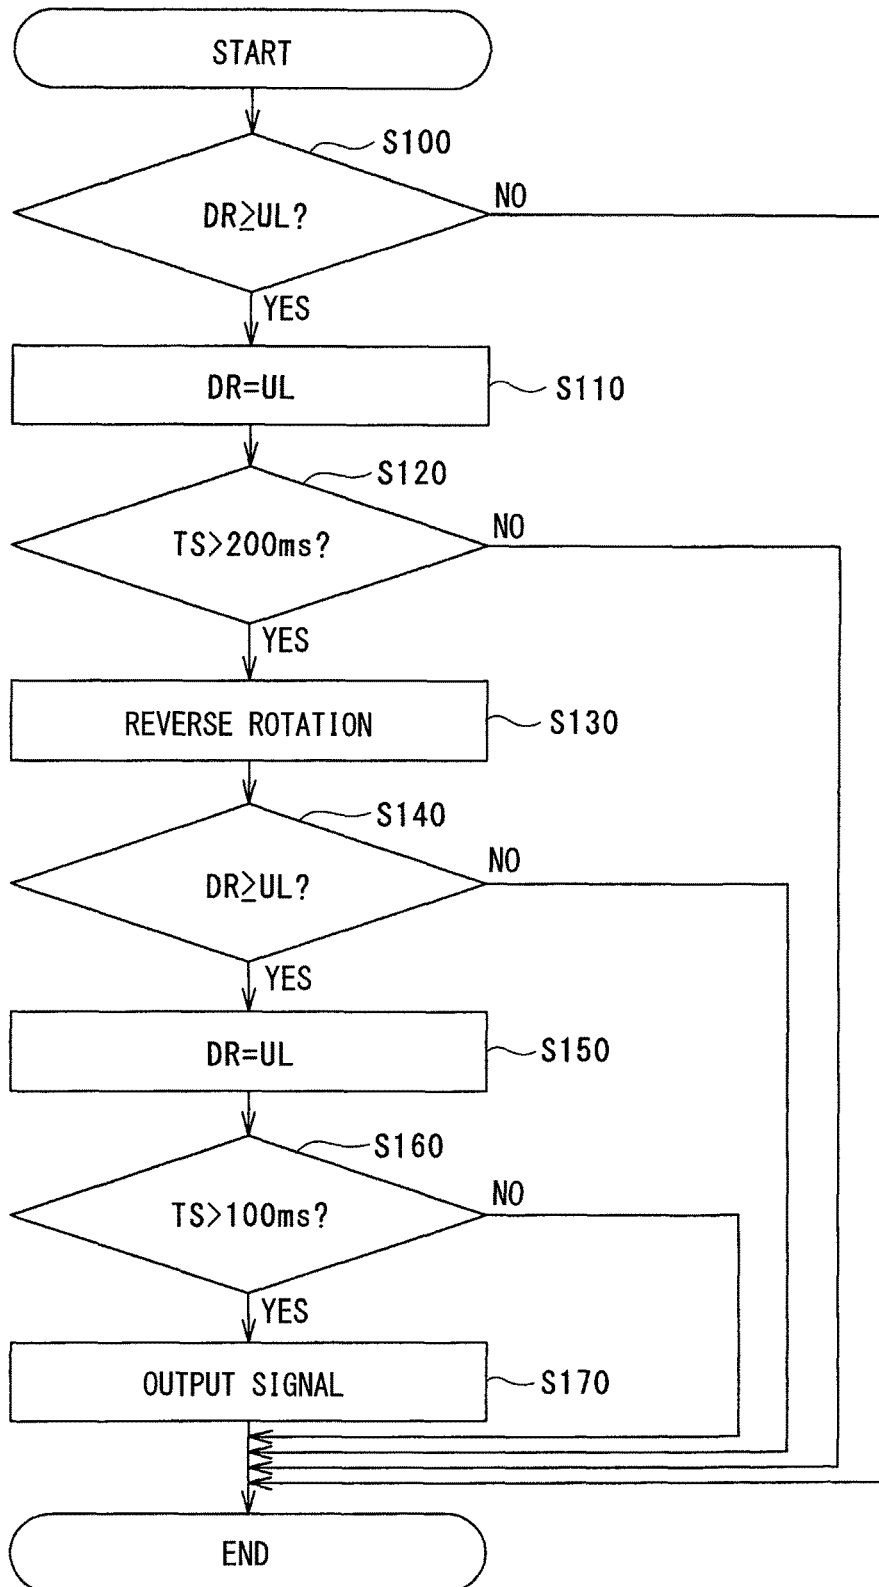 START
S100
DR≥UL?
NO
YES
DR=UL
S110
S120
TS>200ms?
NO
YES
REVERSE ROTATION
S130
S140
DR≥UL?
NO
YES
DR=UL
S150
S160
TS>100ms?
NO
YES
OUTPUT SIGNAL
S170
END